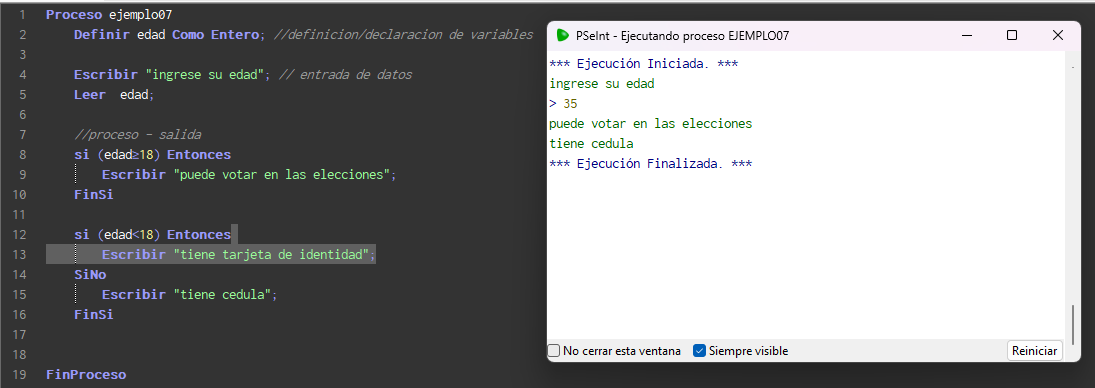 1 Proceso ejemplo07
2 Definir edad Como Entero; //definicion/declaracion de variables
3
4 Escribir "ingrese su edad"; // entrada de datos
5 Leer  edad;
6
7 //proceso - salida
8 si (edad≥18) Entonces
9 Escribir "puede votar en las elecciones";
10 FinSi
11
12 si (edad<18) Entonces
13 Escribir "tiene tarjeta de identidad";
14 SiNo
15 Escribir "tiene cedula";
16 FinSi
17
18
19 FinProceso
PSeInt - Ejecutando proceso EJEMPLO07
*** Ejecución Iniciada. ***
ingrese su edad
> 35
puede votar en las elecciones
tiene cedula
*** Ejecución Finalizada. ***
No cerrar esta ventana Siempre visible Reiniciar